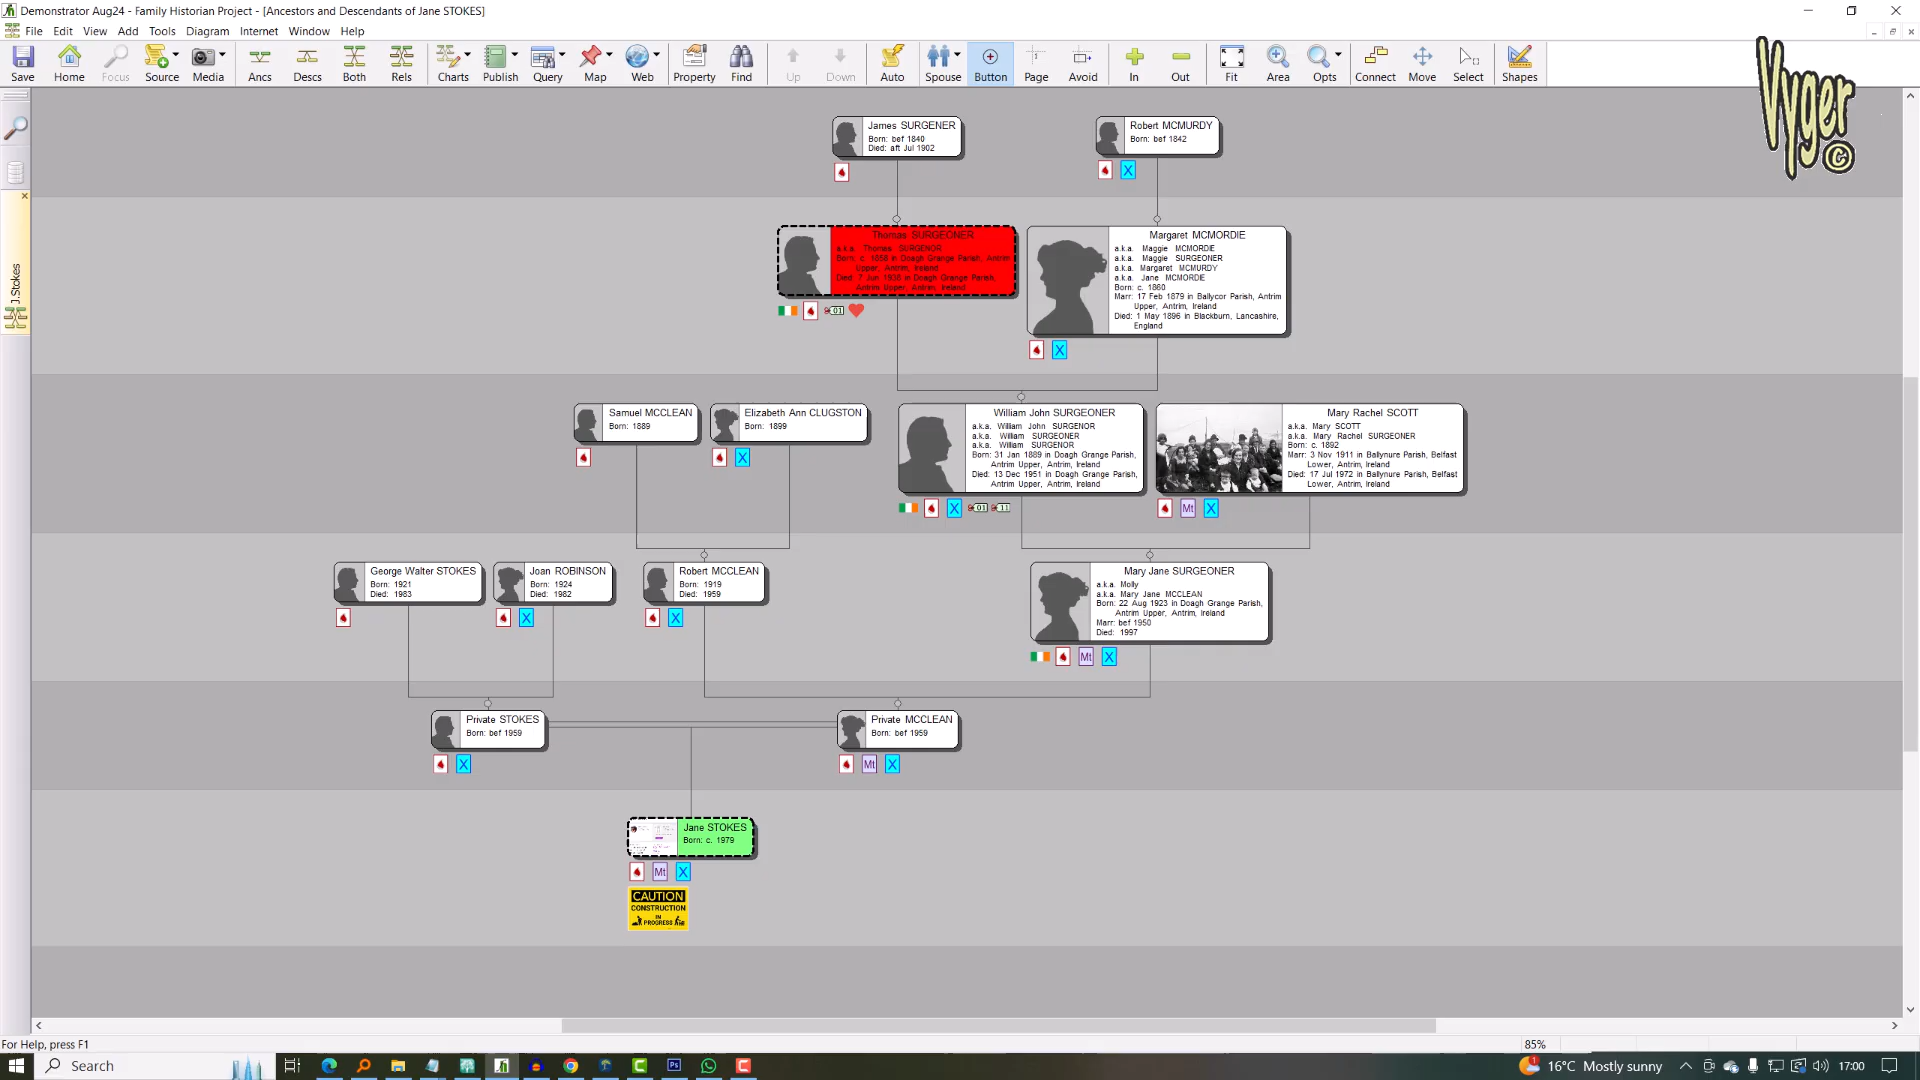 Demonstrator Aug24 - Family Historian Project - [Ancestors and Descendants of Jane STOKES]
File Edit View Add Tools Diagram Internet Window Help
Save Home Focus Source Media Ancs Descs Both Rels Charts Publish Query Map Web Property Find Up Down Auto Spouse Button Page Avoid In Out Fit Area Opts Connect Move Select Shapes
Vyger ©
J.Stokes
James SURGENER
Born: bef 1840
Died: aft Jul 1902
Robert MCMURDY
Born: bef 1842
X
Thomas SURGEONER
a.k.a. Thomas SURGENOR
Born: c. 1858 in Doagh Grange Parish, Antrim
Upper, Antrim, Ireland
Died: 7 Jun 1938 in Doagh Grange Parish,
Antrim Upper, Antrim, Ireland
01
Margaret MCMORDIE
a.k.a. Maggie MCMORDIE
a.k.a. Maggie SURGEONER
a.k.a. Margaret MCMURDY
a.k.a. Jane MCMORDIE
Born: c. 1860
Marr: 17 Feb 1879 in Ballycor Parish, Antrim
Upper, Antrim, Ireland
Died: 1 May 1896 in Blackburn, Lancashire,
England
X
Samuel MCCLEAN
Born: 1889
Elizabeth Ann CLUGSTON
Born: 1899
X
William John SURGEONER
a.k.a. William John SURGENOR
a.k.a. William SURGEONER
a.k.a. William SURGENOR
Born: 31 Jan 1889 in Doagh Grange Parish,
Antrim Upper, Antrim, Ireland
Died: 13 Dec 1951 in Doagh Grange Parish,
Antrim Upper, Antrim, Ireland
X 01 11
Mary Rachel SCOTT
a.k.a. Mary SCOTT
a.k.a. Mary Rachel SURGEONER
Born: c. 1892
Marr: 3 Nov 1911 in Ballynure Parish, Belfast
Lower, Antrim, Ireland
Died: 17 Jul 1972 in Ballynure Parish, Belfast
Lower, Antrim, Ireland
Mt X
George Walter STOKES
Born: 1921
Died: 1983
Joan ROBINSON
Born: 1924
Died: 1982
X
Robert MCCLEAN
Born: 1919
Died: 1959
X
Mary Jane SURGEONER
a.k.a. Molly
a.k.a. Mary Jane MCCLEAN
Born: 22 Aug 1923 in Doagh Grange Parish,
Antrim Upper, Antrim, Ireland
Marr: bef 1950
Died: 1997
Mt X
Private STOKES
Born: bef 1959
X
Private MCCLEAN
Born: bef 1959
Mt X
Jane STOKES
Born: c. 1979
Mt X
CAUTION
CONSTRUCTION
IN
PROGRESS
For Help, press F1
85%
Search
Ps
1
16°C Mostly sunny
17:00